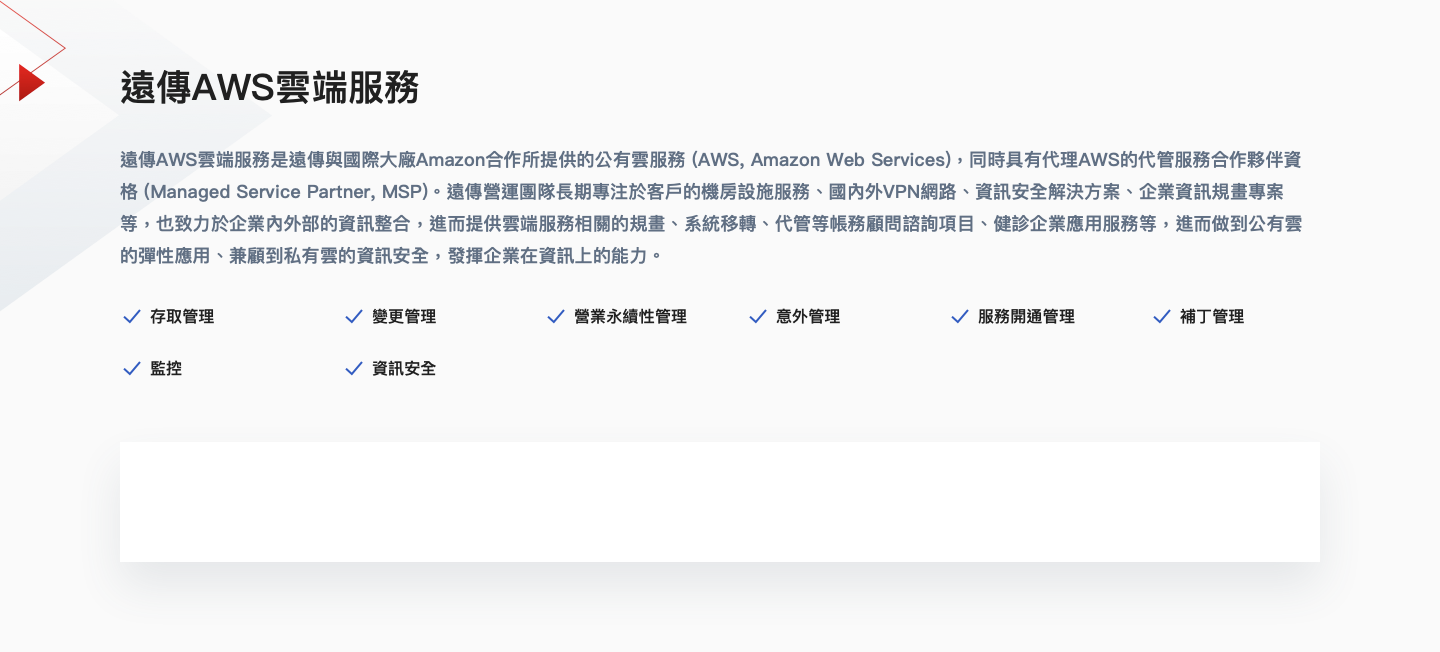 遠傳AWS雲端服務
遠傳AWS雲端服務是遠傳與國際大廠Amazon合作所提供的公有雲服務 (AWS, Amazon Web Services)，同時具有代理AWS的代管服務合作夥伴資
格 (Managed Service Partner, MSP)。遠傳營運團隊長期專注於客戶的機房設施服務、國內外VPN網路、資訊安全解決方案、企業資訊規畫專案
等，也致力於企業內外部的資訊整合，進而提供雲端服務相關的規畫、系統移轉、代管等帳務顧問諮詢項目、健診企業應用服務等，進而做到公有雲
的彈性應用、兼顧到私有雲的資訊安全，發揮企業在資訊上的能力。
存取管理 變更管理 營業永續性管理 意外管理 服務開通管理 補丁管理
監控 資訊安全